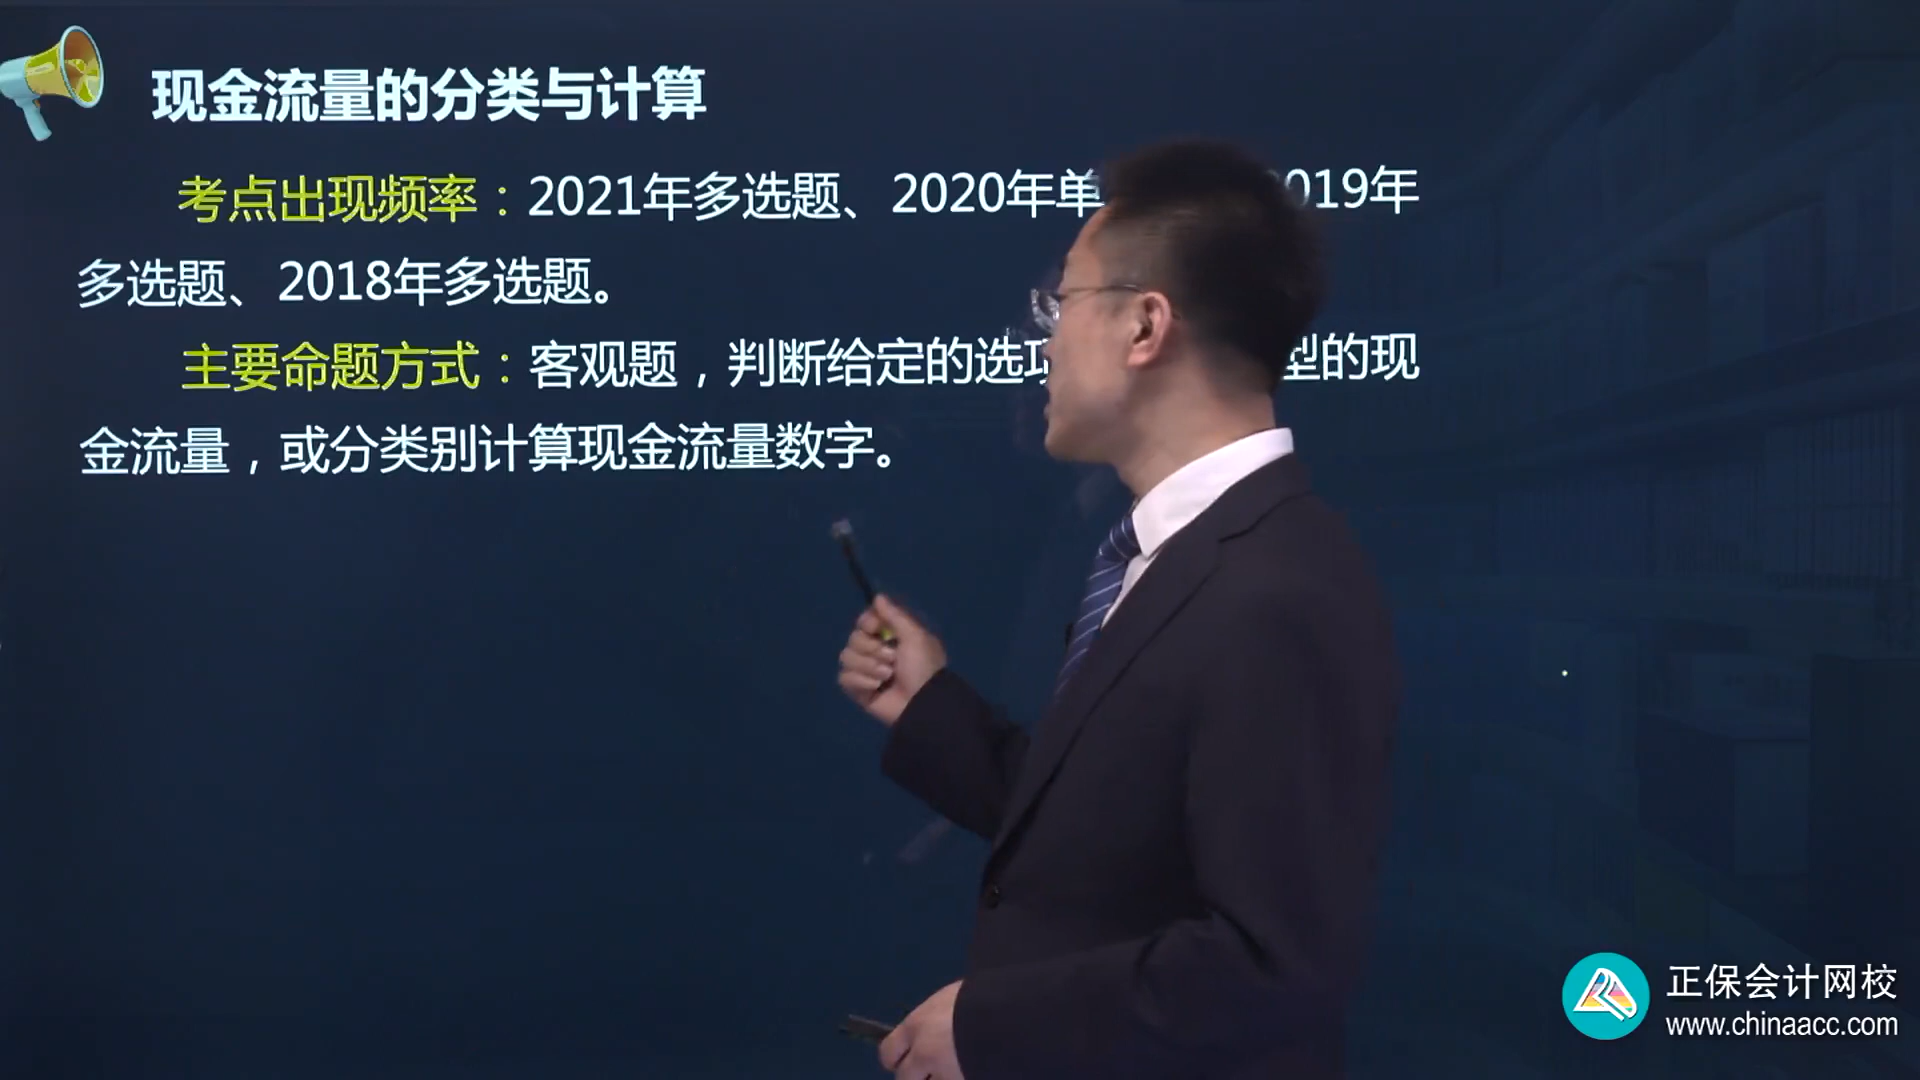 现金流量的分类与计算
考点出现频率：2021年多选题、2020年单 019年
多选题、2018年多选题。
主要命题方式：客观题，判断给定的选项 型的现
金流量，或分类别计算现金流量数字。
正保会计网校
www.chinaacc.com